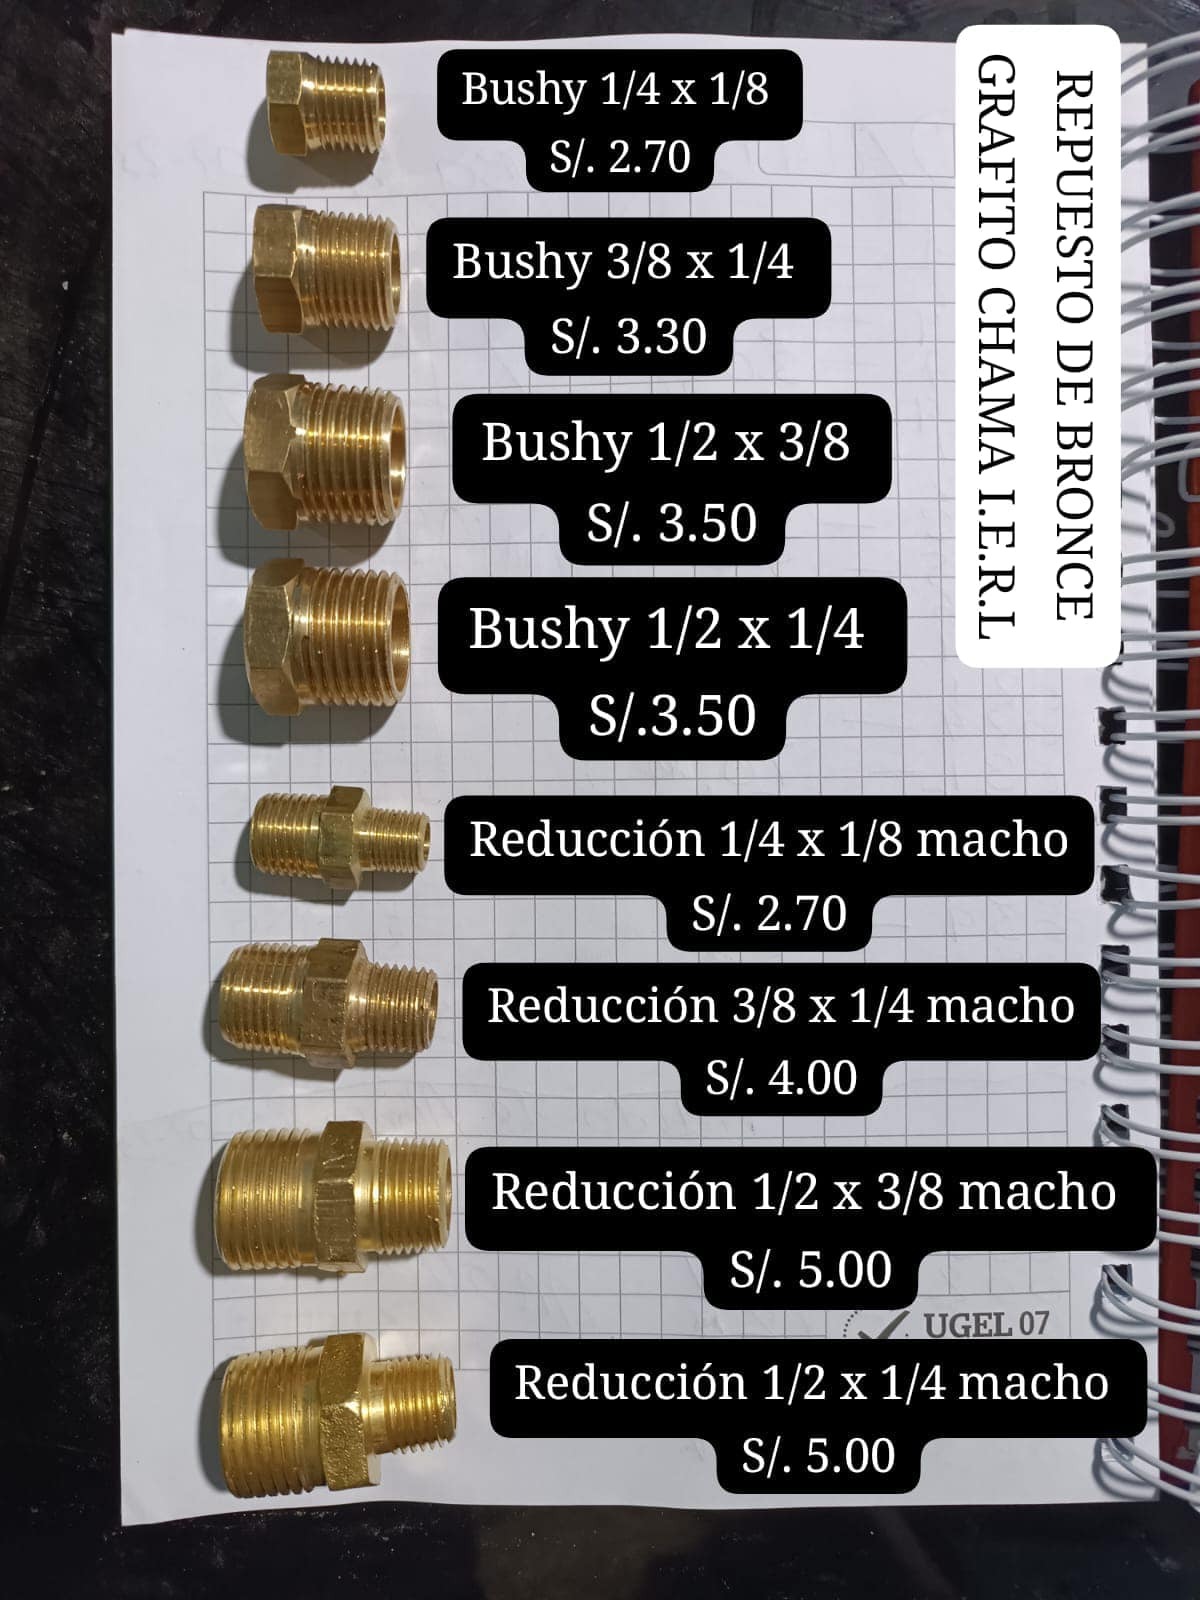 Bushy 1/4 x 1/8
S/. 2.70
Bushy 3/8 x 1/4
S/. 3.30
Bushy 1/2 x 3/8
S/. 3.50
Bushy 1/2 x 1/4
S/.3.50
Reducción 1/4 x 1/8 macho
S/. 2.70
Reducción 3/8 x 1/4 macho
S/. 4.00
Reducción 1/2 x 3/8 macho
S/. 5.00
UGEL 07
Reducción 1/2 x 1/4 macho
S/. 5.00
REPUESTO DE BRONCE
GRAFITO CHAMA I.E.R.L